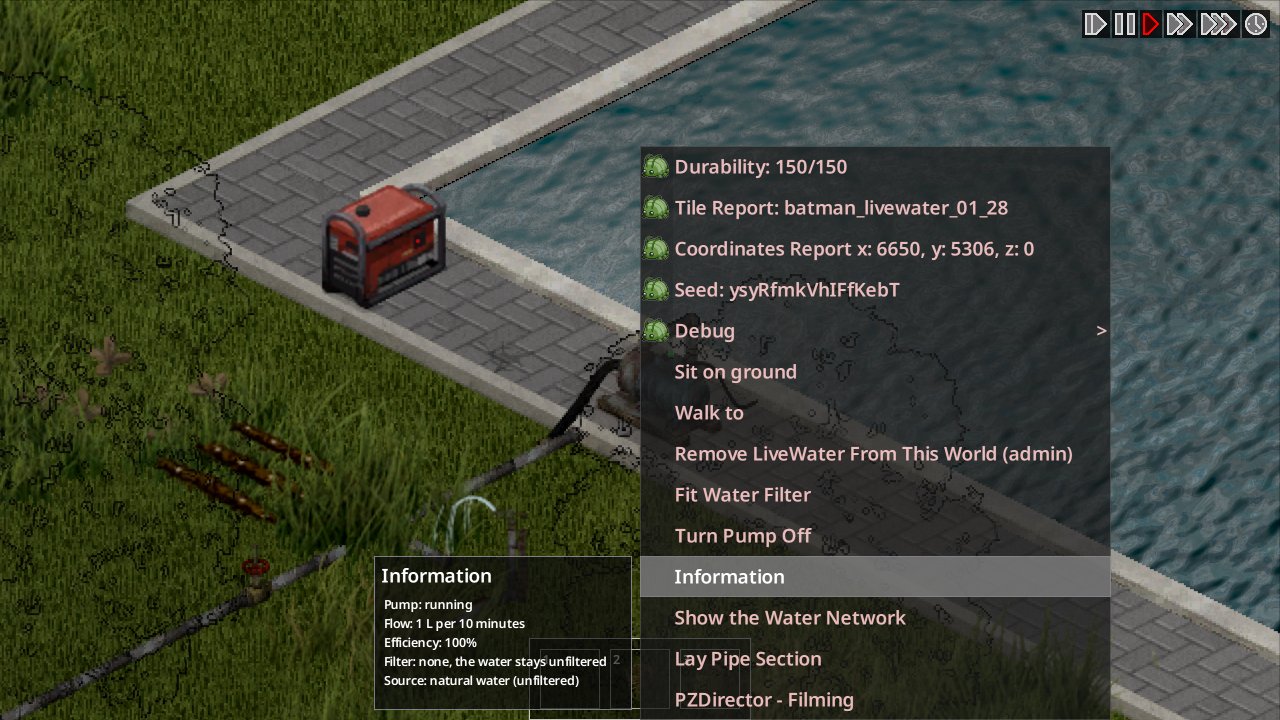 Durability: 150/150
Tile Report: batman_livewater_01_28
Coordinates Report x: 6650, y: 5306, z: 0
Seed: ysyRfmkVhIFfKebT
Debug >
Sit on ground
Walk to
Remove LiveWater From This World (admin)
Fit Water Filter
Turn Pump Off
Information
Show the Water Network
Lay Pipe Section
PZDirector - Filming
Information
Pump: running
Flow: 1 L per 10 minutes
Efficiency: 100%
Filter: none, the water stays unfiltered
Source: natural water (unfiltered)
2